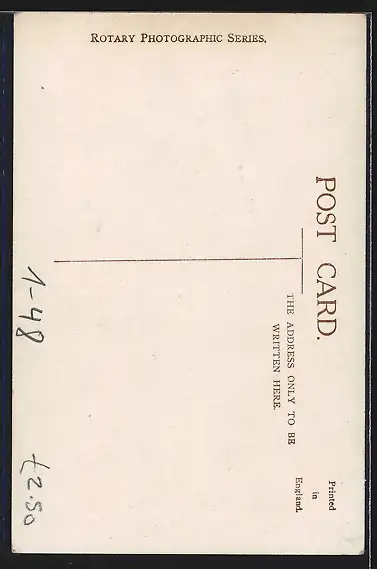 ROTARY PHOTOGRAPHIC SERIES.
POST CARD.
THE ADDRESS ONLY TO BE
WRITTEN HERE.
Printed
in
England.
1-48
£2.50